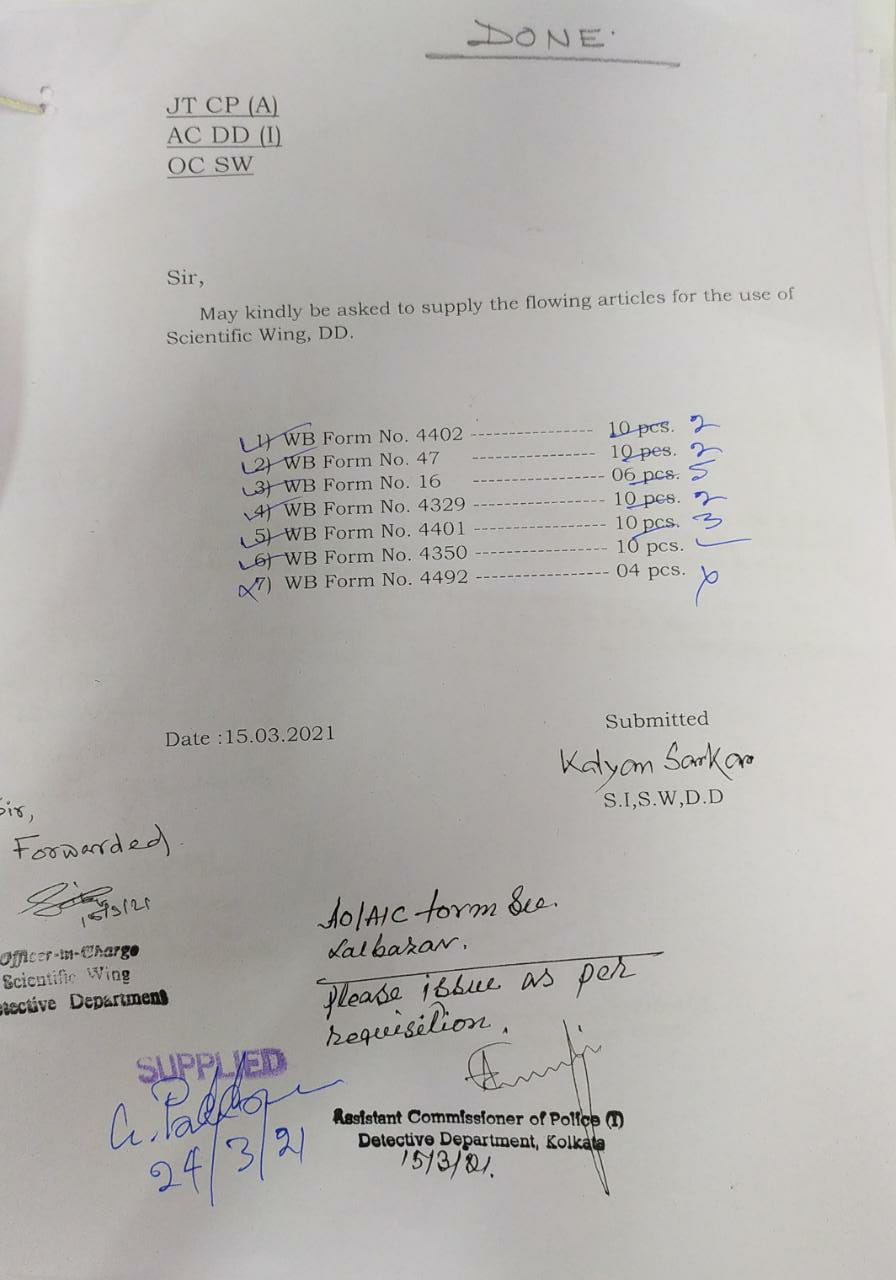 DONE.
JT CP (A)
AC DD (I)
OC SW
Sir,
May kindly be asked to supply the flowing articles for the use of
Scientific Wing, DD.
1) WB Form No. 4402 ---------------- 10 pcs. 2
2) WB Form No. 47 ---------------- 10 pcs. 2
3) WB Form No. 16 ----------------- 06 pcs. 5
4) WB Form No. 4329 ----------------- 10 pcs. 2
5) WB Form No. 4401 ----------------- 10 pcs. 3
6) WB Form No. 4350 ----------------- 10 pcs.
7) WB Form No. 4492 ----------------- 04 pcs.
Date :15.03.2021
Submitted
Kalyan Sarkar
S.I,S.W,D.D
Sir,
Forwarded
15/3/21
Officer-in-Charge
Scientific Wing
Detective Department
AO/AIC form Sec.
Lalbazar.
Please issue as per
requisition.
SUPPLIED
24/3/21
Assistant Commissioner of Police (I)
Detective Department, Kolkata
15/3/21.